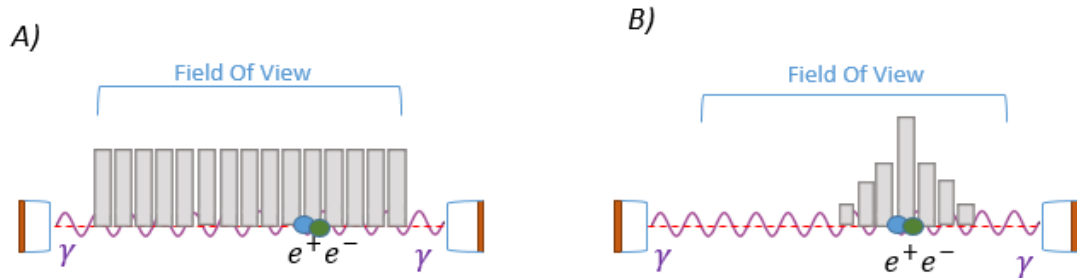 A)
Field Of View
γ
e⁺e⁻
γ
B)
Field Of View
γ
e⁺e⁻
γ